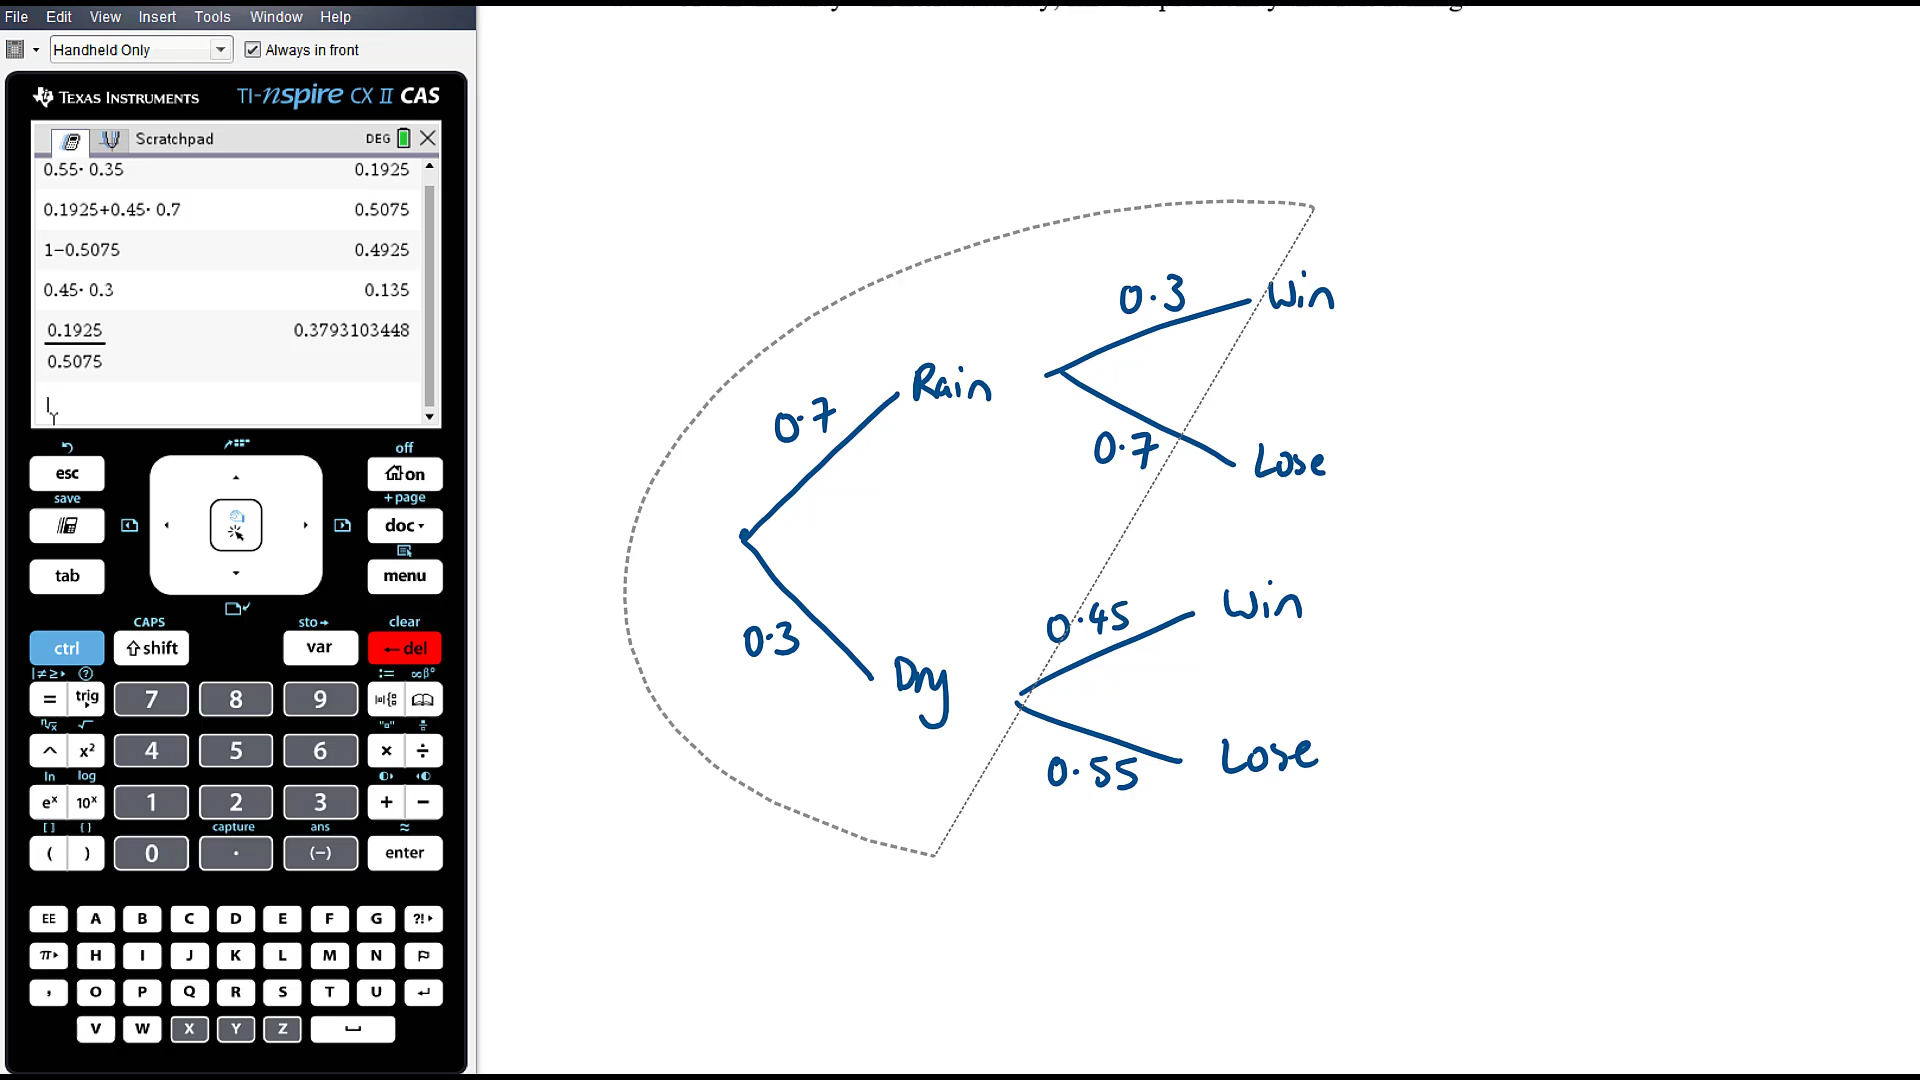 File Edit View Insert Tools Window Help
Handheld Only Always in front
TEXAS INSTRUMENTS TI-nspire CX II CAS
Scratchpad DEG
0.55·0.35 0.1925
0.1925+0.45·0.7 0.5075
1−0.5075 0.4925
0.45·0.3 0.135
0.1925
0.5075
0.3793103448
off
esc on
save +page
doc
tab menu
CAPS sto→ clear
ctrl shift var ←del
|≠≥▸ ? := ∞βº
= trig 7 8 9
ⁿ√x √ "▫"
^ x² 4 5 6 × ÷
ln log
eˣ 10ˣ 1 2 3 + −
[ ] { } capture ans ≈
( ) 0 . (−) enter
EE A B C D E F G ?!▸
π▸ H I J K L M N
, O P Q R S T U ↵
V W X Y Z
0.3 Win
0.7 Rain
0.7 Lose
0.45 Win
0.3 Dry
0.55 Lose